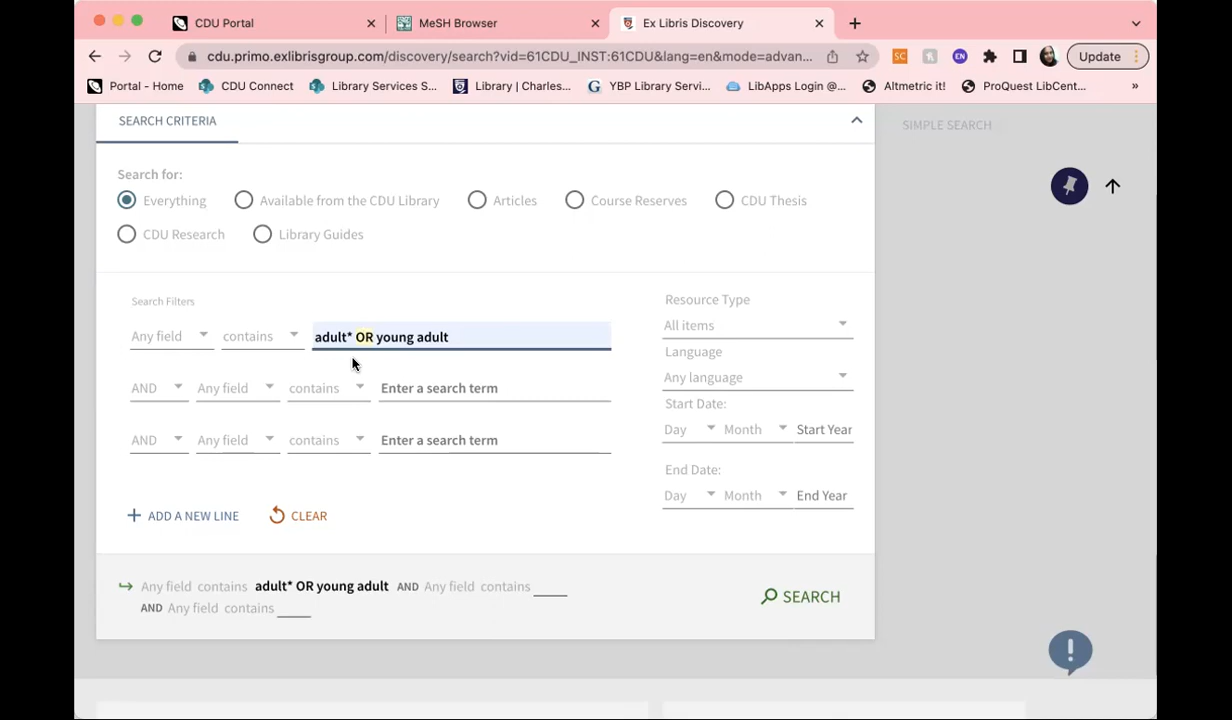 CDU Portal
MeSH Browser
Ex Libris Discovery
cdu.primo.exlibrisgroup.com/discovery/search?vid=61CDU_INST:61CDU&lang=en&mode=advan...
SC
EN
Update
Portal - Home
CDU Connect
Library Services S...
Library | Charles...
G
YBP Library Servi...
LibApps Login @...
Altmetric it!
ProQuest LibCent...
»
SEARCH CRITERIA
SIMPLE SEARCH
Search for:
Everything
Available from the CDU Library
Articles
Course Reserves
CDU Thesis
CDU Research
Library Guides
Search Filters
Any field contains adult* OR young adult
AND Any field contains Enter a search term
AND Any field contains Enter a search term
Resource Type
All items
Language
Any language
Start Date:
Day Month Start Year
End Date:
Day Month End Year
+ ADD A NEW LINE
CLEAR
Any field contains adult* OR young adult AND Any field contains ____
AND Any field contains ____
SEARCH
!